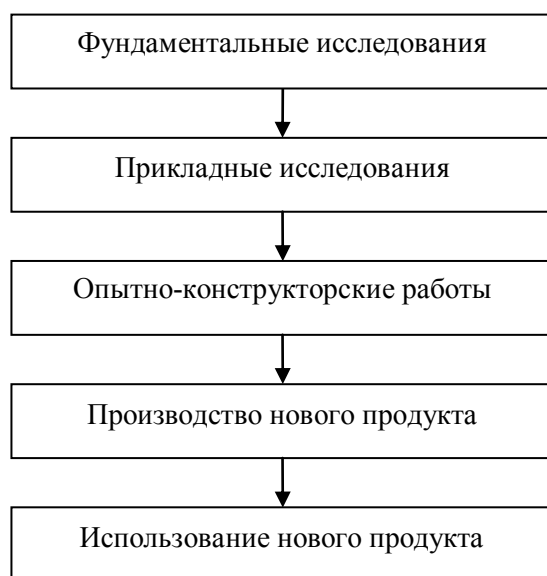 Фундаментальные исследования
Прикладные исследования
Опытно-конструкторские работы
Производство нового продукта
Использование нового продукта